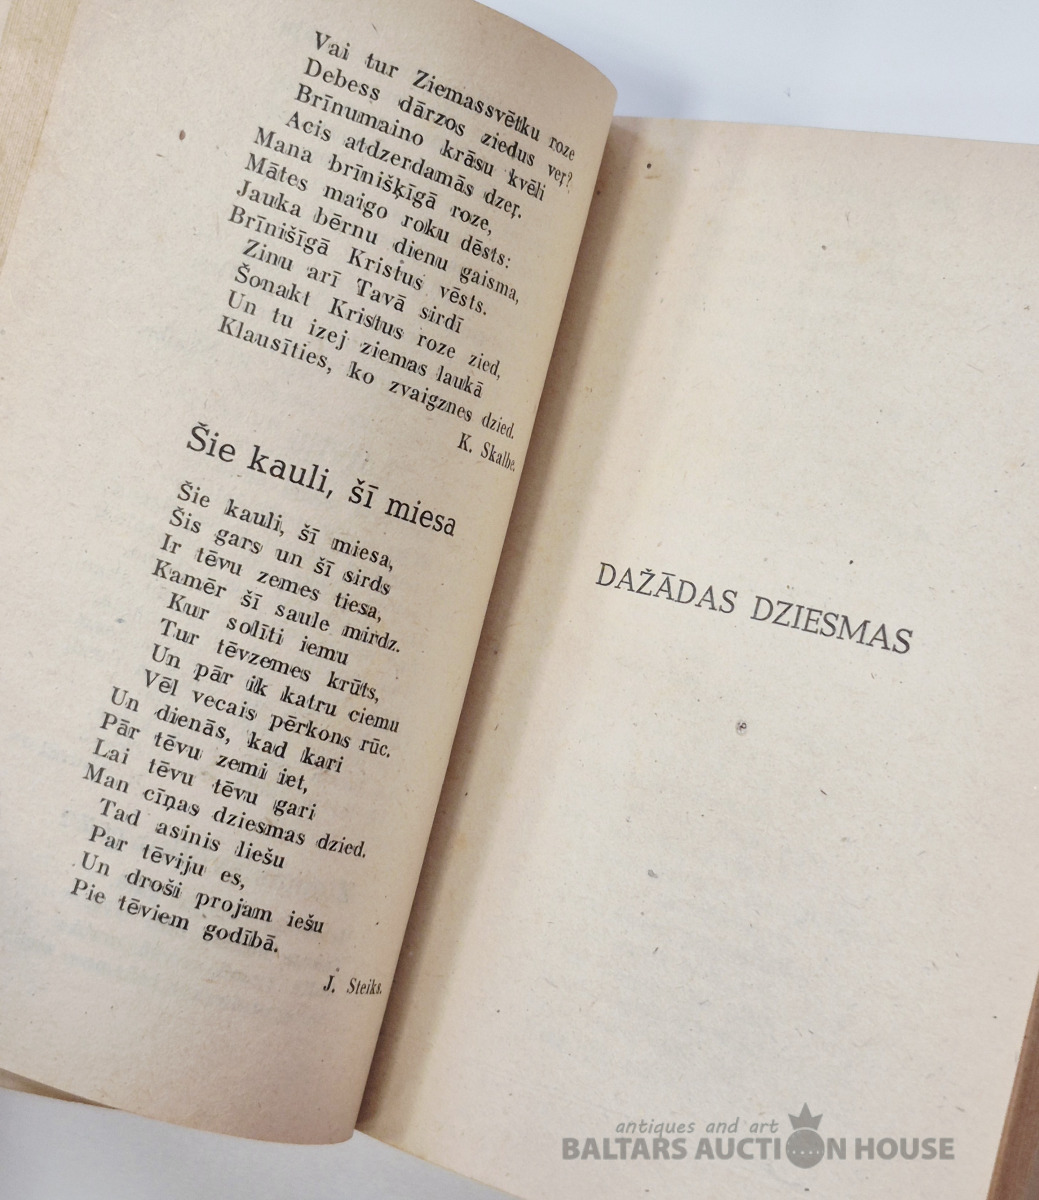 Vai tur Ziemassvētku roze
Debess dārzos ziedus veŗ?
Brīnumaino krāsu kvēli
Acis atdzerdamās dzeŗ.
Mana brīnišķīgā roze,
Mātes maigo roku dēsts:
Jauka bērnu dienu gaisma,
Brīnišīgā Kristus vēsts.
Zinu arī Tavā sirdī
Šonakt Kristus roze zied,
Un tu izej ziemas laukā
Klausīties, ko zvaigznes dzied.
K. Skalbe.
Šie kauli, šī miesa
Šie kauli, šī miesa,
Šis gars un šī sirds
Ir tēvu zemes tiesa,
Kamēr šī saule mirdz.
Kur solīti iemu
Tur tēvzemes krūts,
Un pār ik katru ciemu
Vēl vecais pērkons rūc.
Un dienās, kad kari
Pār tēvu zemi iet,
Lai tēvu tēvu gari
Man cīņas dziesmas dzied.
Tad asinis liešu
Par tēviju es,
Un droši projam iešu
Pie tēviem godībā.
J. Steiks.
DAŽĀDAS DZIESMAS
antiques and art
BALTARS AUCTION HOUSE